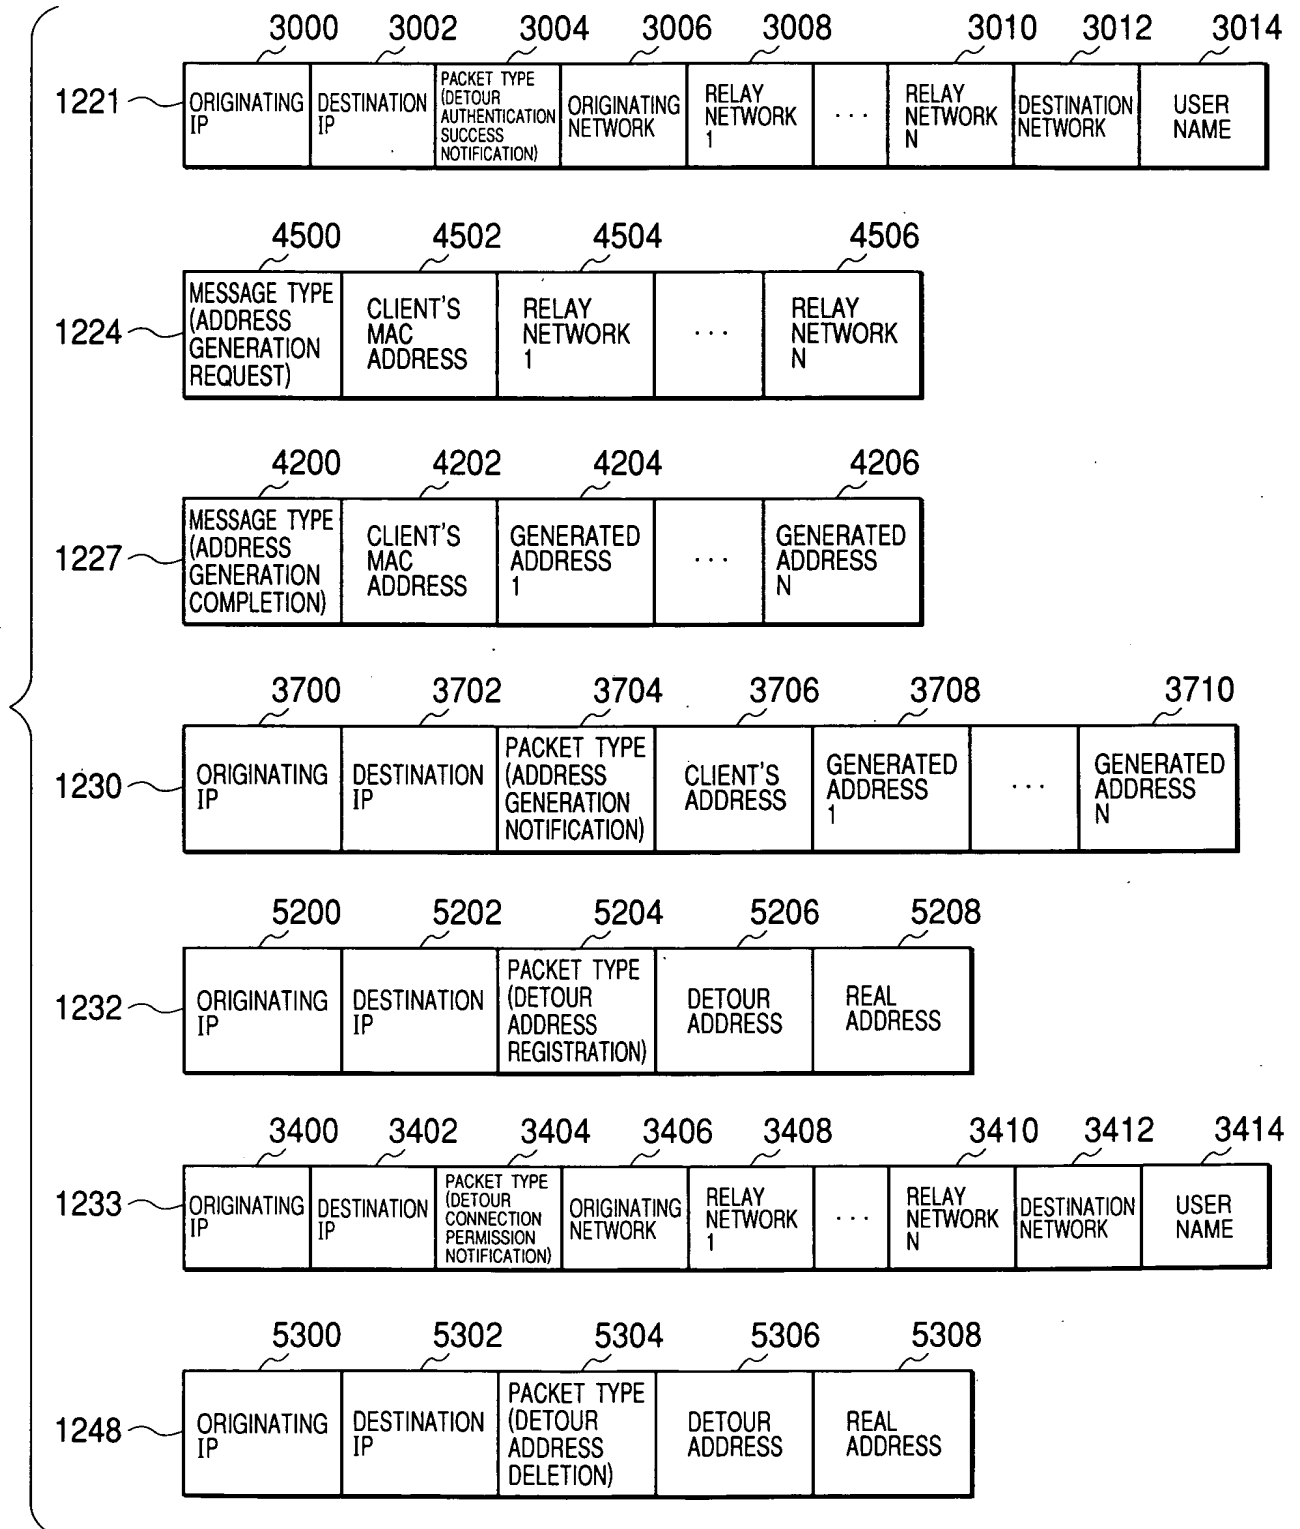 3000 3002 3004 3006 3008 3010 3012 3014
1221
ORIGINATING
IP
DESTINATION
IP
PACKET TYPE
(DETOUR
AUTHENTICATION
SUCCESS
NOTIFICATION)
ORIGINATING
NETWORK
RELAY
NETWORK
1
...
RELAY
NETWORK
N
DESTINATION
NETWORK
USER
NAME
4500 4502 4504 4506
1224
MESSAGE TYPE
(ADDRESS
GENERATION
REQUEST)
CLIENT'S
MAC
ADDRESS
RELAY
NETWORK
1
...
RELAY
NETWORK
N
4200 4202 4204 4206
1227
MESSAGE TYPE
(ADDRESS
GENERATION
COMPLETION)
CLIENT'S
MAC
ADDRESS
GENERATED
ADDRESS
1
...
GENERATED
ADDRESS
N
3700 3702 3704 3706 3708 3710
1230
ORIGINATING
IP
DESTINATION
IP
PACKET TYPE
(ADDRESS
GENERATION
NOTIFICATION)
CLIENT'S
ADDRESS
GENERATED
ADDRESS
1
...
GENERATED
ADDRESS
N
5200 5202 5204 5206 5208
1232
ORIGINATING
IP
DESTINATION
IP
PACKET TYPE
(DETOUR
ADDRESS
REGISTRATION)
DETOUR
ADDRESS
REAL
ADDRESS
3400 3402 3404 3406 3408 3410 3412 3414
1233
ORIGINATING
IP
DESTINATION
IP
PACKET TYPE
(DETOUR
CONNECTION
PERMISSION
NOTIFICATION)
ORIGINATING
NETWORK
RELAY
NETWORK
1
...
RELAY
NETWORK
N
DESTINATION
NETWORK
USER
NAME
5300 5302 5304 5306 5308
1248
ORIGINATING
IP
DESTINATION
IP
PACKET TYPE
(DETOUR
ADDRESS
DELETION)
DETOUR
ADDRESS
REAL
ADDRESS